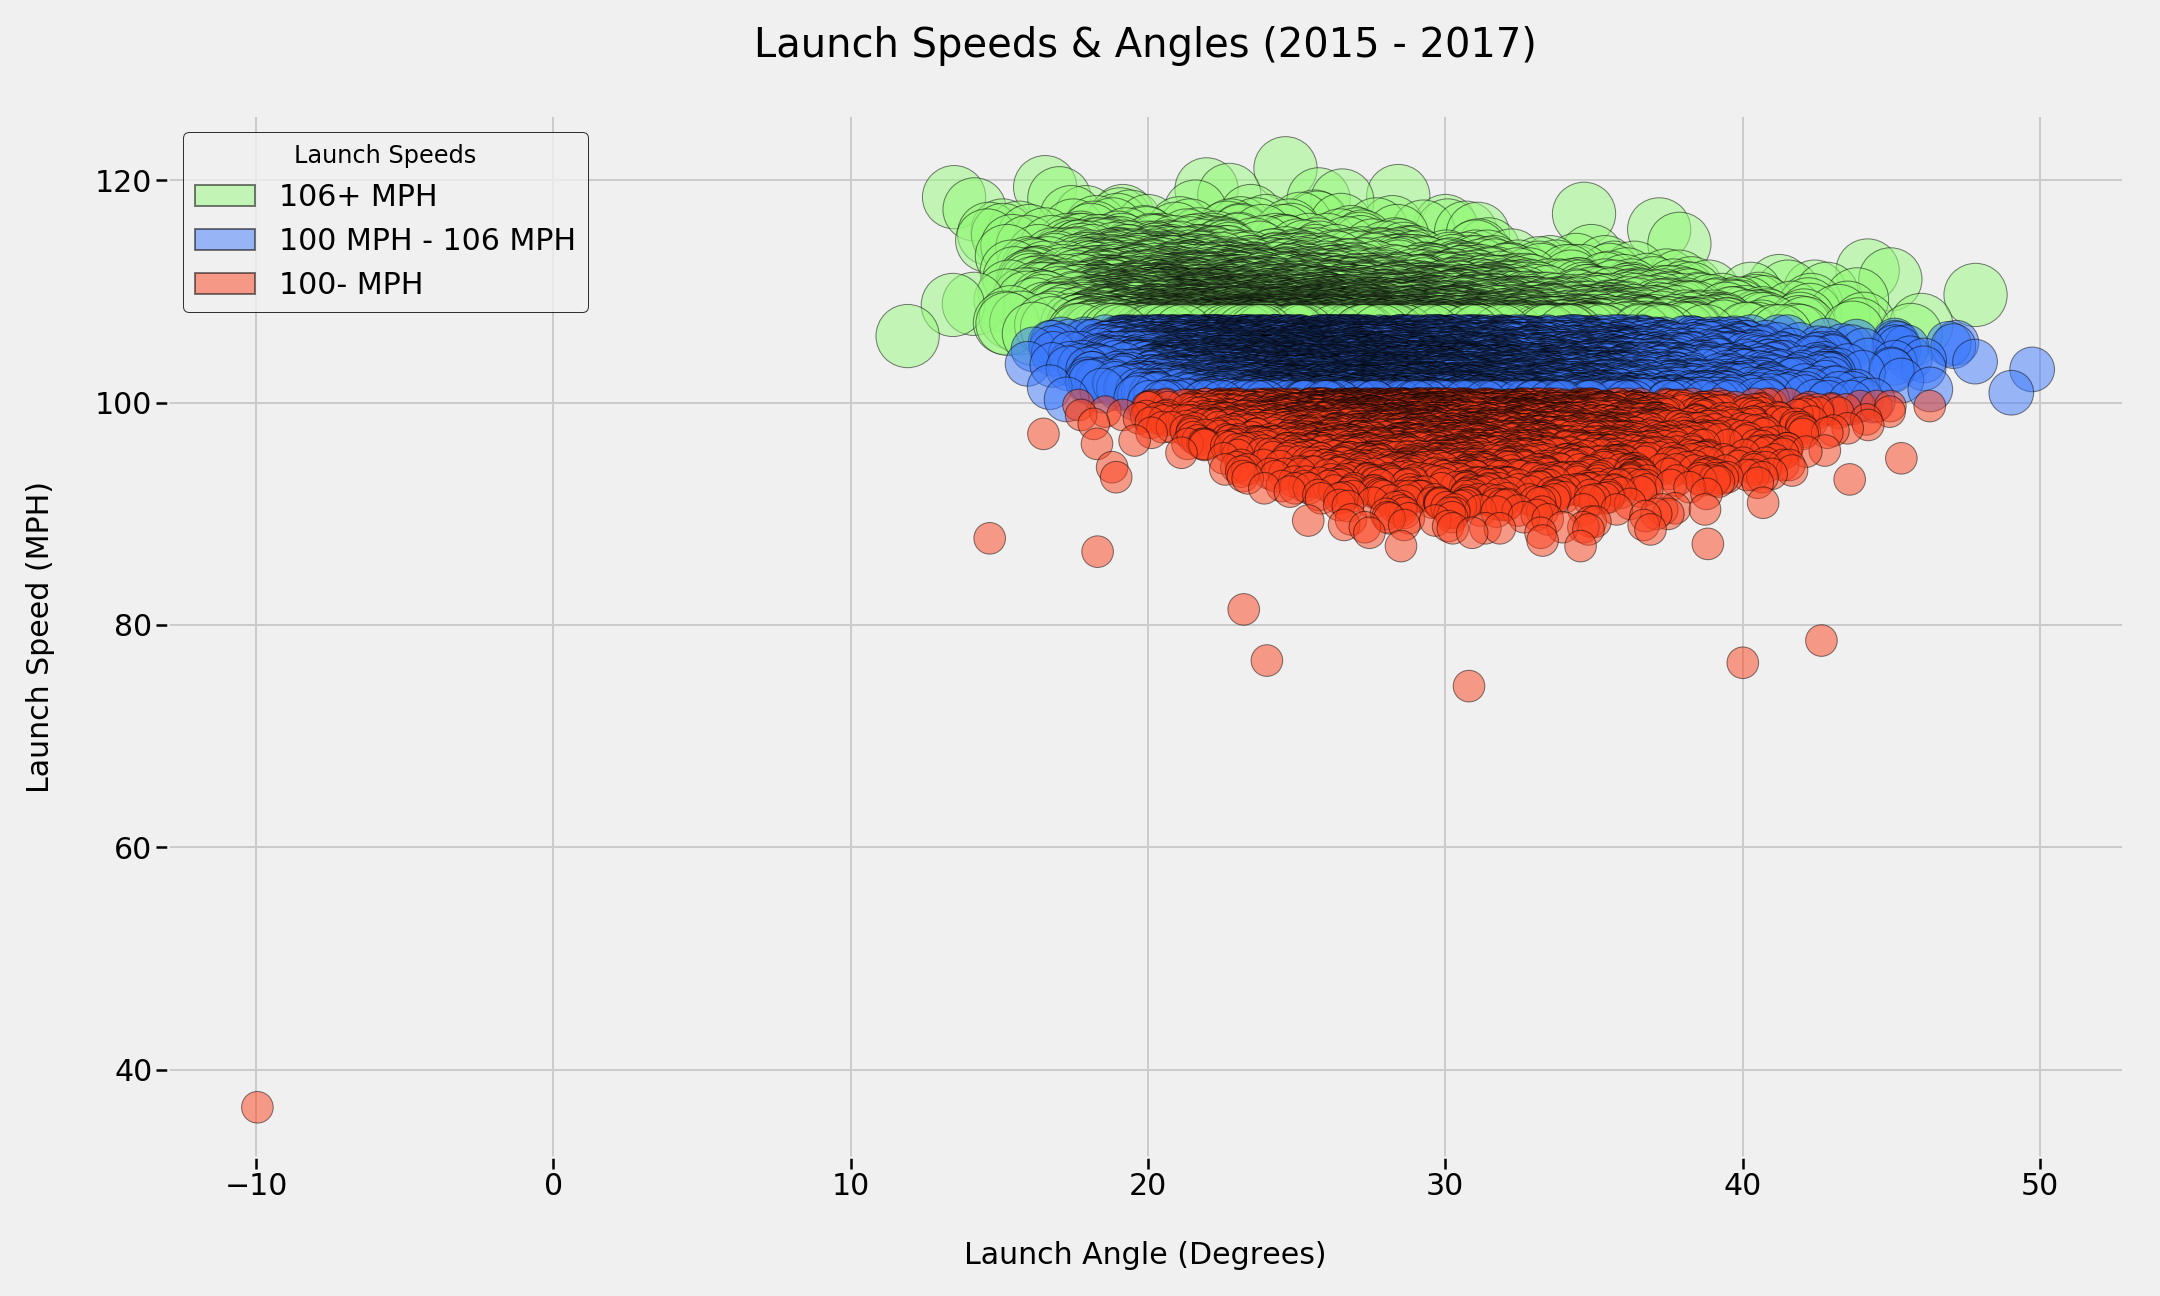 Launch Speeds & Angles (2015 - 2017)
Launch Speeds
106+ MPH
100 MPH - 106 MPH
100- MPH
120
100
80
60
40
Launch Speed (MPH)
−10
0
10
20
30
40
50
Launch Angle (Degrees)